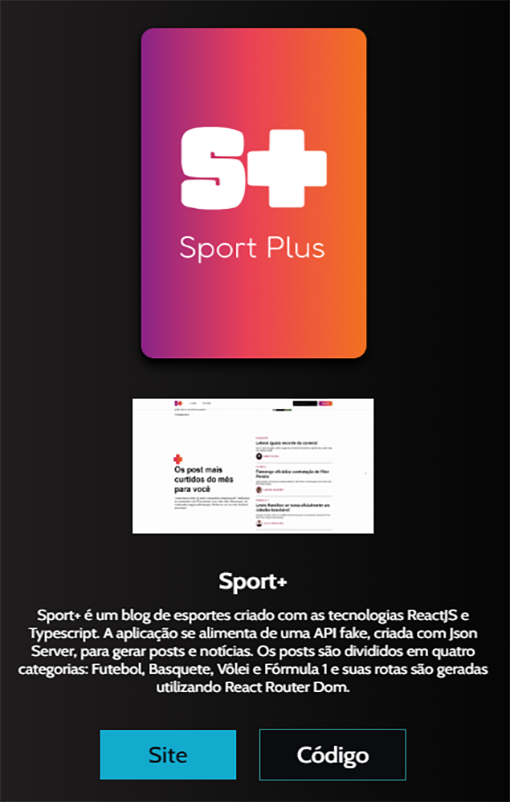 S+
Sport Plus
S+
Os post mais
curtidos do mês
para você
Lebron iguala recorde da carreira!
Flamengo oficializa contratação de Filipe
Lewis Hamilton se torna oficialmente um
cidadão brasileiro!
Sport+
Sport+ é um blog de esportes criado com as tecnologias ReactJS e
Typescript. A aplicação se alimenta de uma API fake, criada com Json
Server, para gerar posts e notícias. Os posts são divididos em quatro
categorias: Futebol, Basquete, Vôlei e Fórmula 1 e suas rotas são geradas
utilizando React Router Dom.
Site
Código